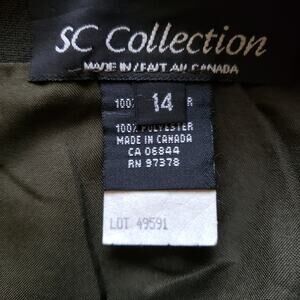 SC Collection
MADE IN / FAIT AU CANADA
14
100% R
100% POLYESTER
MADE IN CANADA
CA 06844
RN 97378
LOT 49591